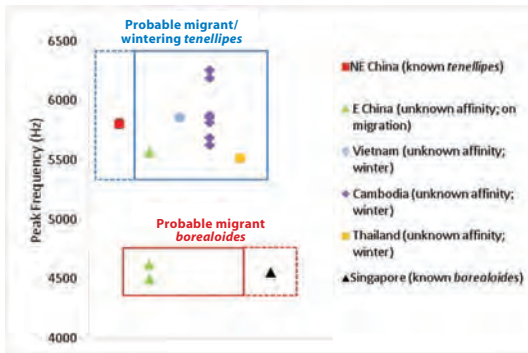 Probable migrant/
wintering tenellipes
6500
6000
5500
5000
4500
4000
Peak Frequency (Hz)
Probable migrant
borealoides
NE China (known tenellipes)
E China (unknown affinity; on
migration)
Vietnam (unknown affinity;
winter)
Cambodia (unknown affinity;
winter)
Thailand (unknown affinity;
winter)
Singapore (known borealoides)